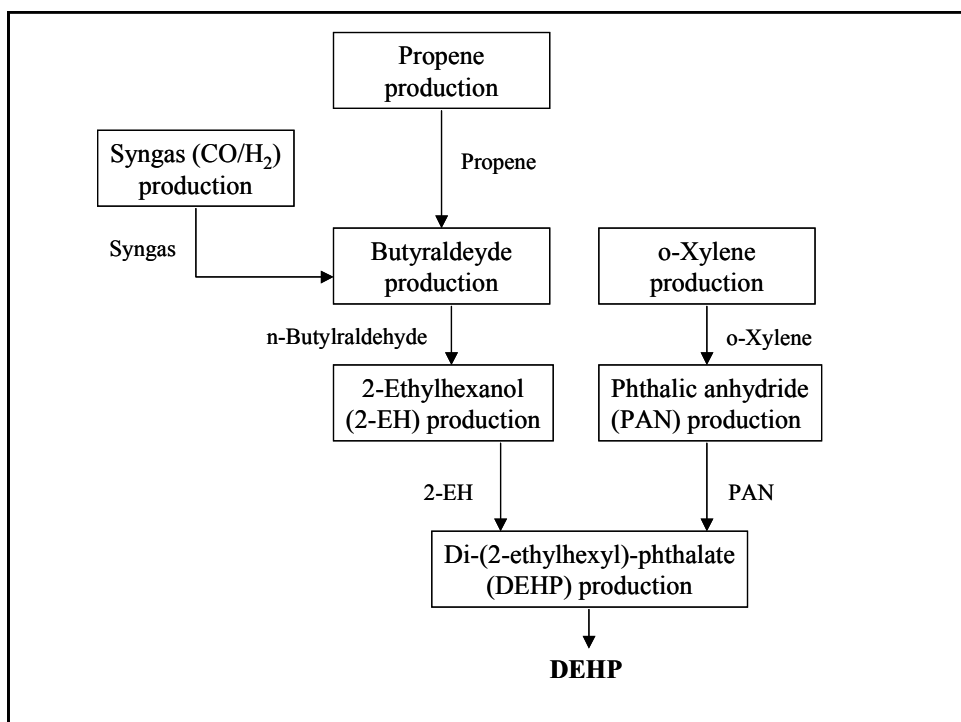 Propene
production
Syngas (CO/H₂)
production
Propene
Syngas
Butyraldeyde
production
o-Xylene
production
n-Butylraldehyde
o-Xylene
2-Ethylhexanol
(2-EH) production
Phthalic anhydride
(PAN) production
2-EH
PAN
Di-(2-ethylhexyl)-phthalate
(DEHP) production
DEHP